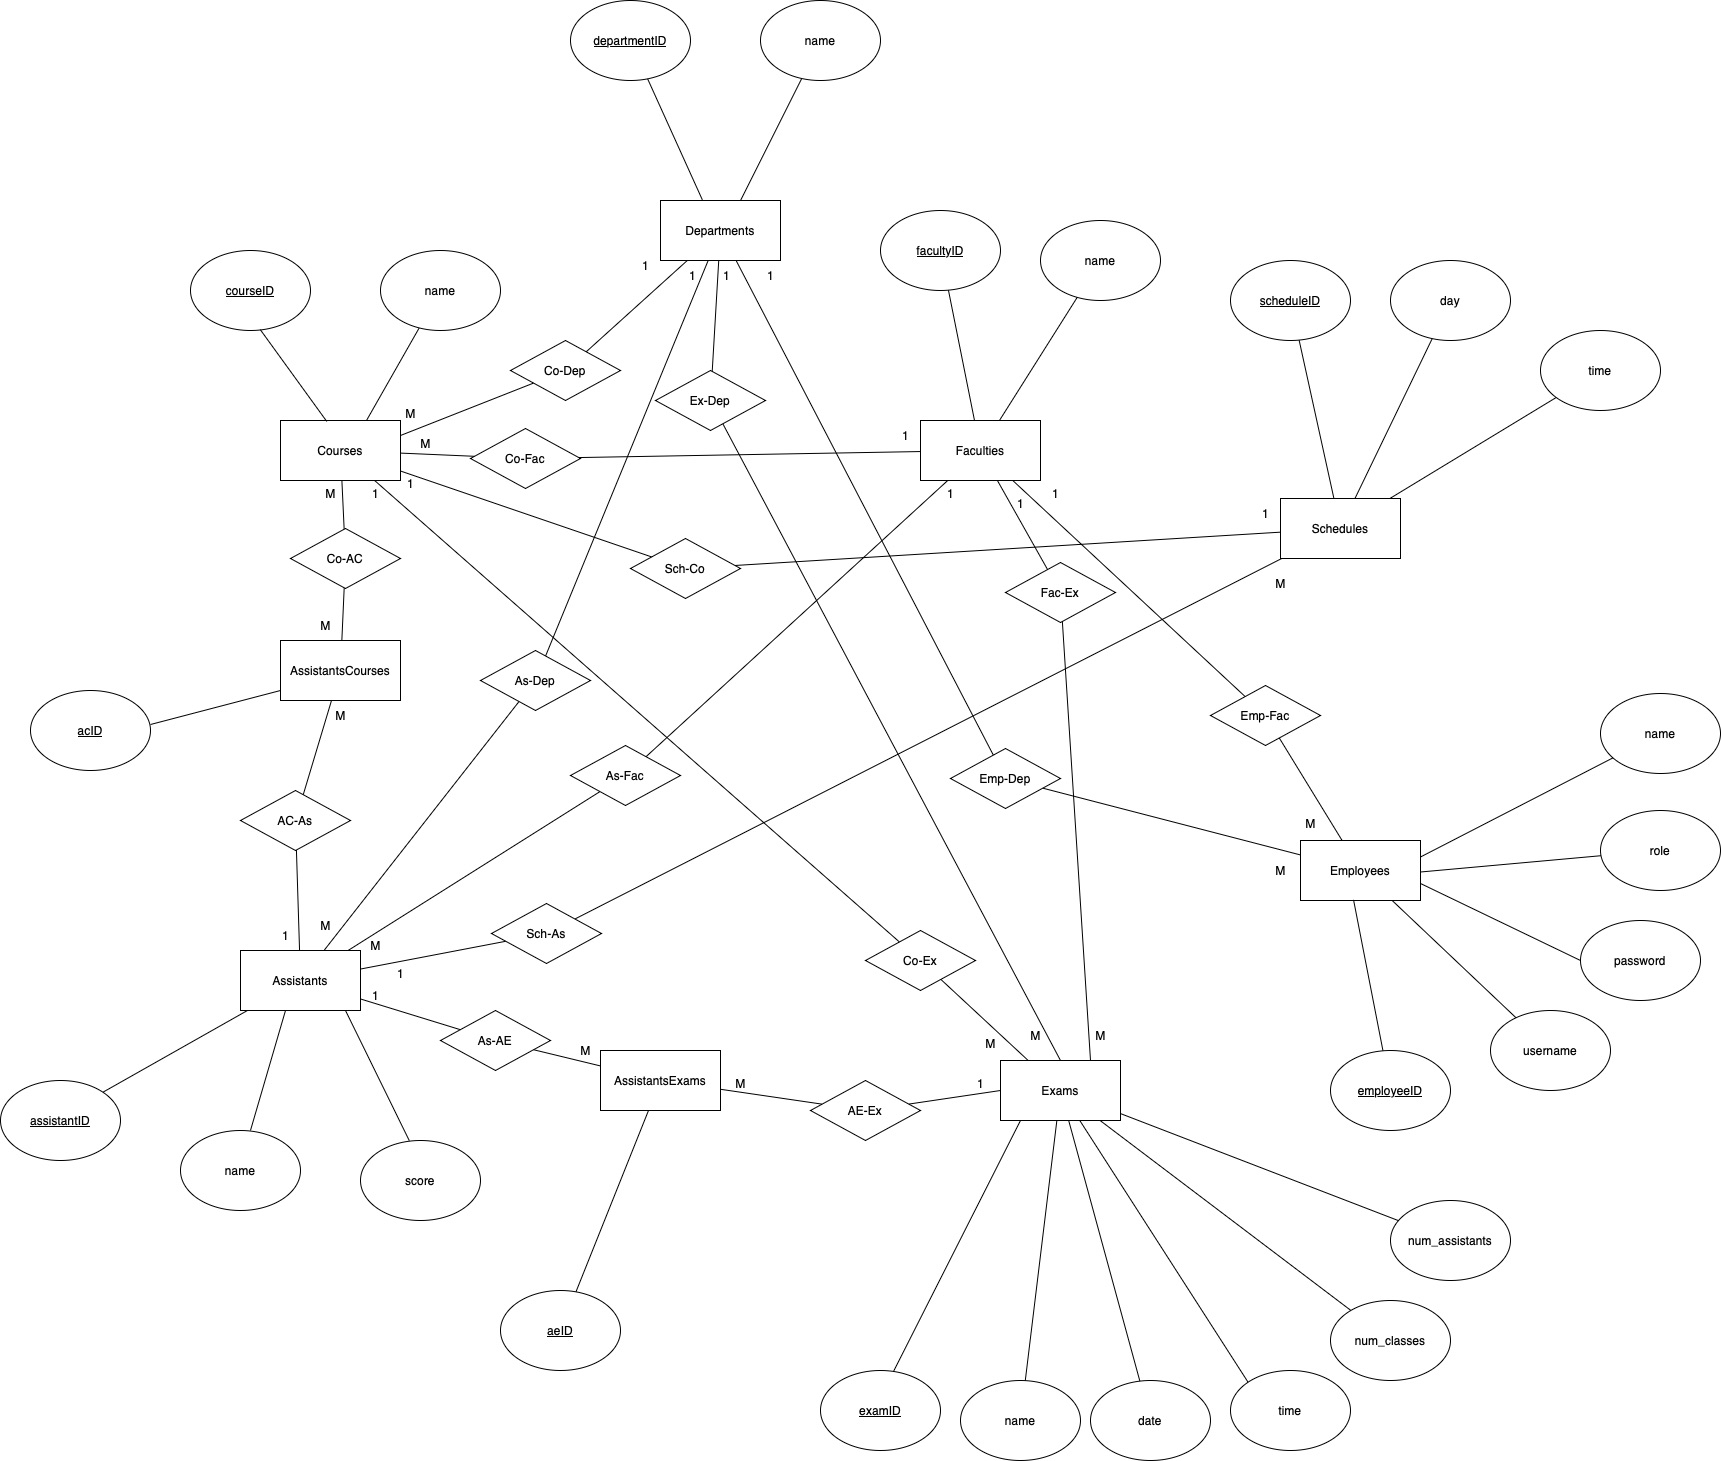 departmentID
name
Departments
facultyID
name
courseID
name
scheduleID
day
time
1
1
1
1
Co-Dep
Ex-Dep
M
M
Co-Fac
1
Courses
Faculties
M
1
1
1
1
1
1
Schedules
Co-AC
Sch-Co
M
Fac-Ex
M
AssistantsCourses
As-Dep
acID
M
As-Fac
Emp-Fac
name
Emp-Dep
AC-As
M
role
M
Employees
M
1
M
Sch-As
1
Co-Ex
password
Assistants
1
As-AE
M
M
M
M
username
AssistantsExams
M
AE-Ex
1
Exams
employeeID
assistantID
name
score
num_assistants
aeID
num_classes
examID
name
date
time